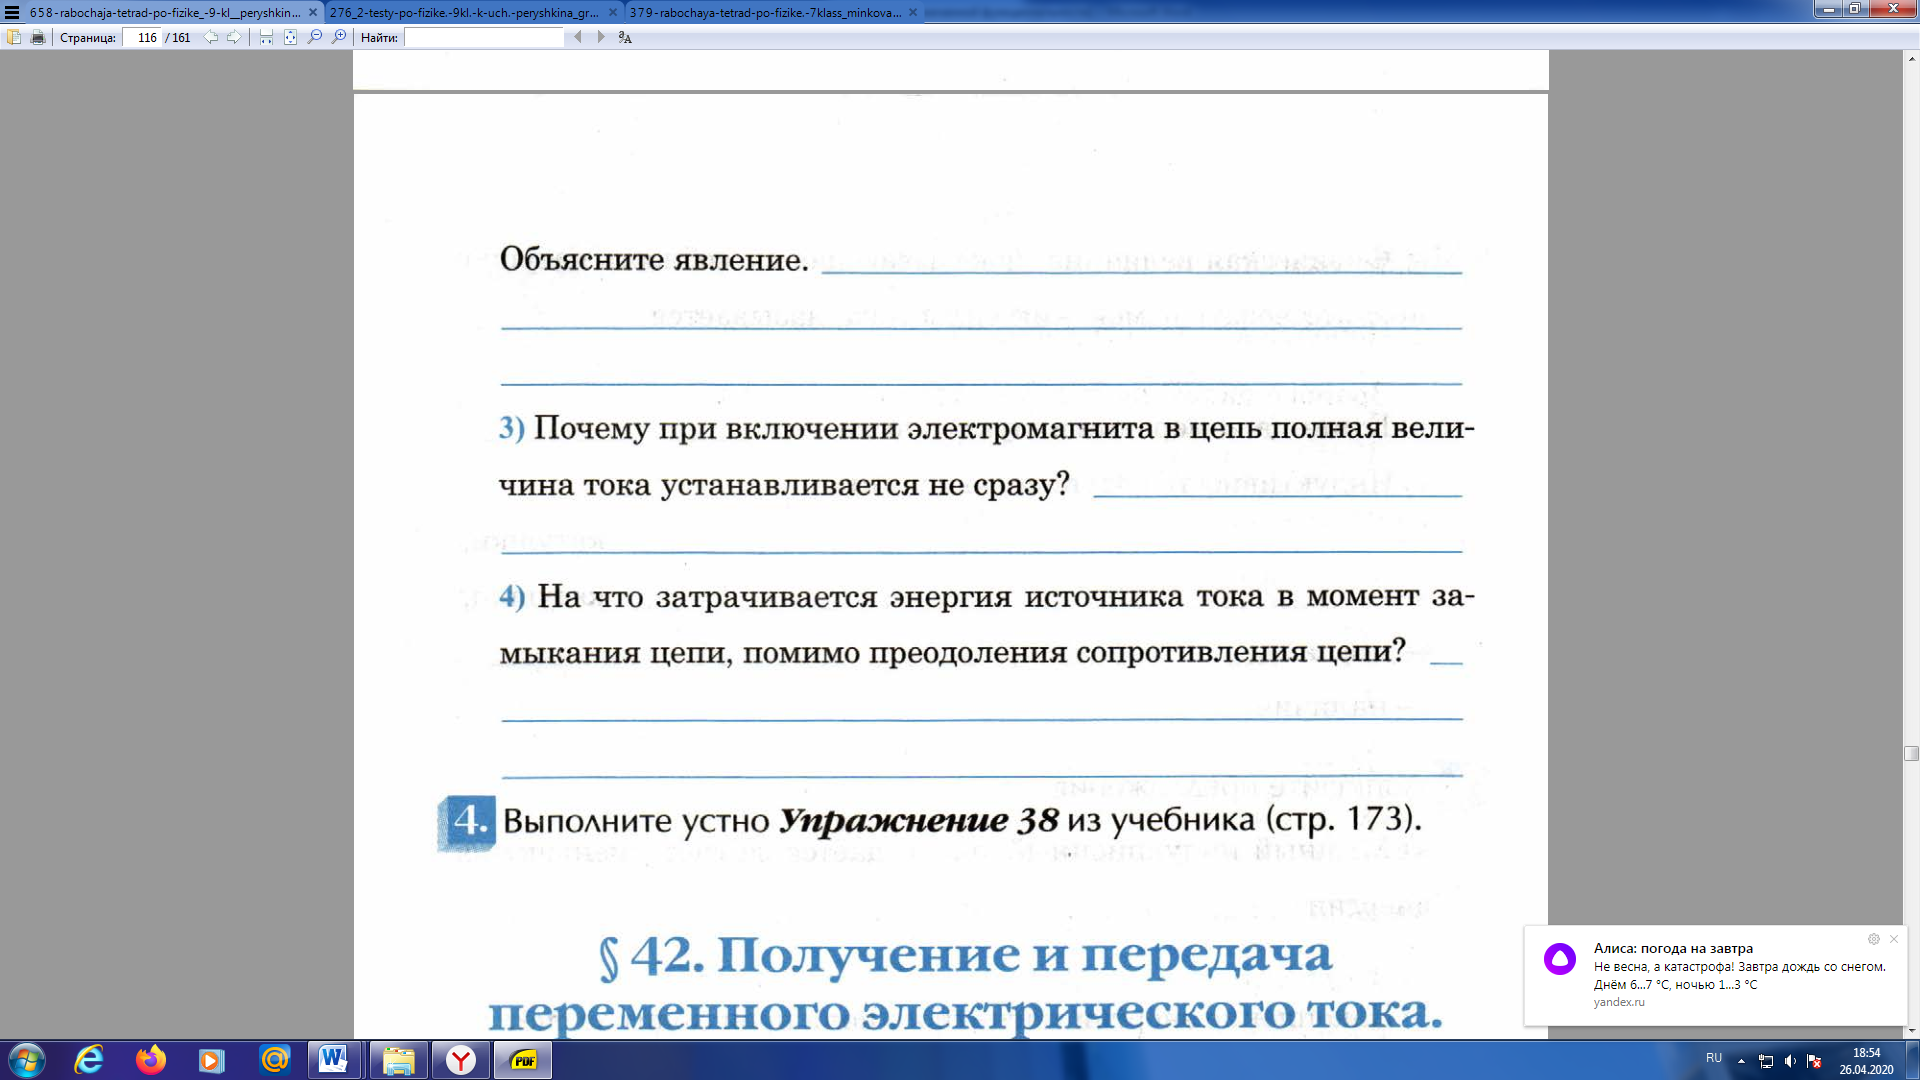 658-rabochaja-tetrad-po-fizike_-9-kl__peryshkin...
276_2-testy-po-fizike.-9kl.-k-uch.-peryshkina_gr...
379-rabochaya-tetrad-po-fizike.-7klass_minkova...
Страница: 116 / 161 Найти:
Объясните явление.
3) Почему при включении электромагнита в цепь полная вели-
чина тока устанавливается не сразу?
4) На что затрачивается энергия источника тока в момент за-
мыкания цепи, помимо преодоления сопротивления цепи?
4. Выполните устно Упражнение 38 из учебника (стр. 173).
§ 42. Получение и передача
переменного электрического тока.
Алиса: погода на завтра
Не весна, а катастрофа! Завтра дождь со снегом.
Днём 6...7 °C, ночью 1...3 °C
yandex.ru
PDF
RU
18:54
26.04.2020